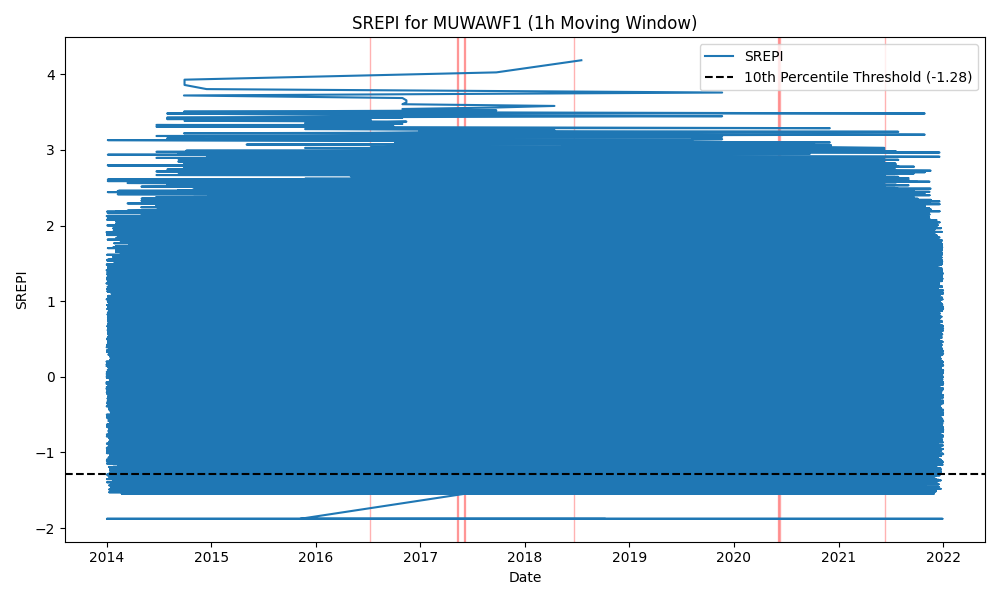 SREPI for MUWAWF1 (1h Moving Window)
SREPI
10th Percentile Threshold (-1.28)
4
3
2
1
0
−1
−2
SREPI
2014 2015 2016 2017 2018 2019 2020 2021 2022
Date